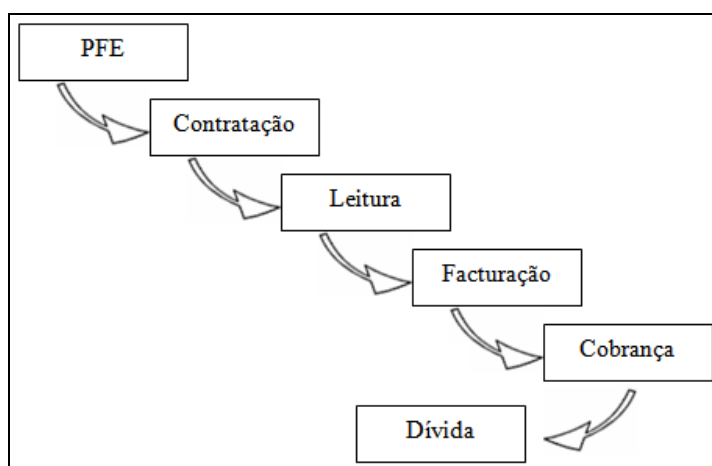 PFE
Contratação
Leitura
Facturação
Cobrança
Dívida